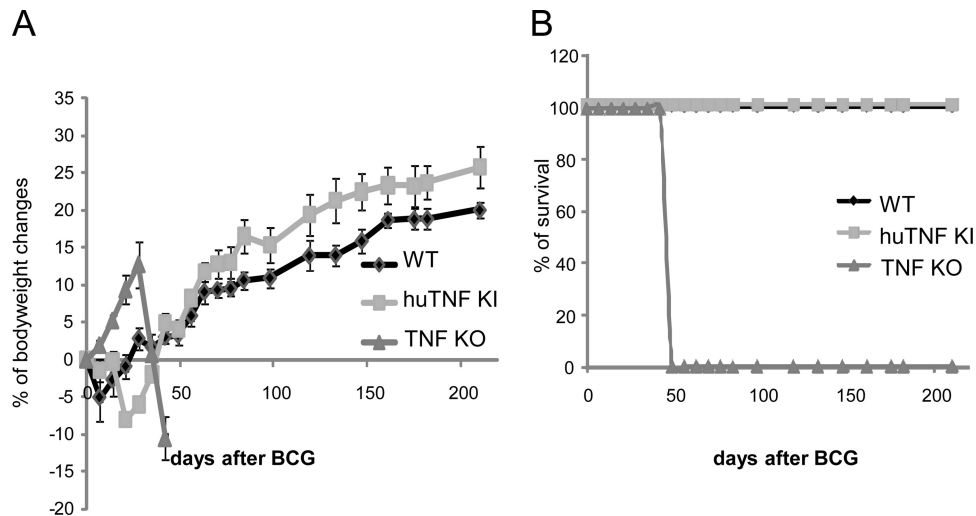 A
B
% of bodyweight changes
35
30
25
20
15
10
5
0
-5
-10
-15
-20
0 50 100 150 200
WT
huTNF KI
TNF KO
days after BCG
% of survival
120
100
80
60
40
20
0
0 50 100 150 200
WT
huTNF KI
TNF KO
days after BCG